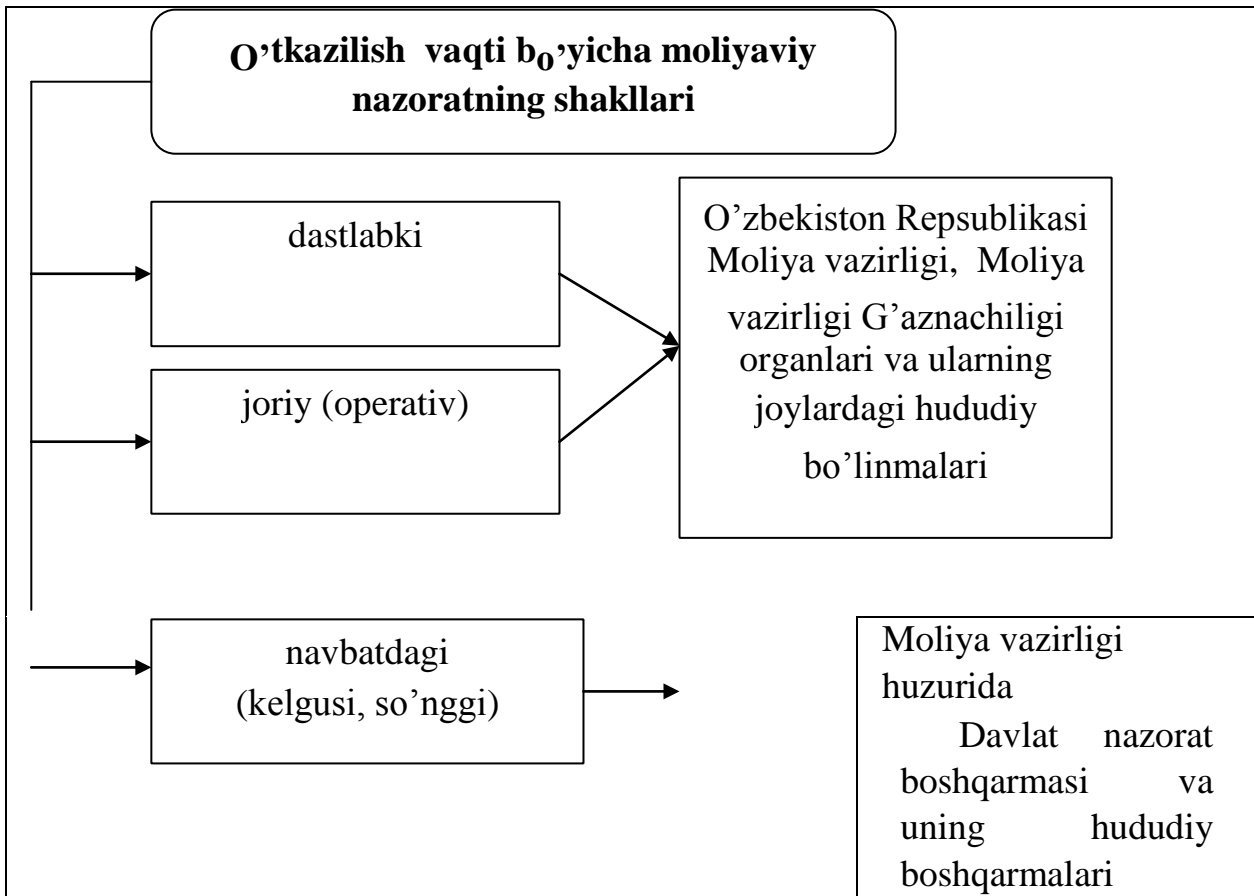 O’tkazilish vaqti bo’yicha moliyaviy
nazoratning shakllari
dastlabki
joriy (operativ)
O’zbekiston Repsublikasi
Moliya vazirligi, Moliya
vazirligi G’aznachiligi
organlari va ularning
joylardagi hududiy
bo’linmalari
navbatdagi
(kelgusi, so’nggi)
Moliya vazirligi
huzurida
Davlat nazorat
boshqarmasi va
uning hududiy
boshqarmalari